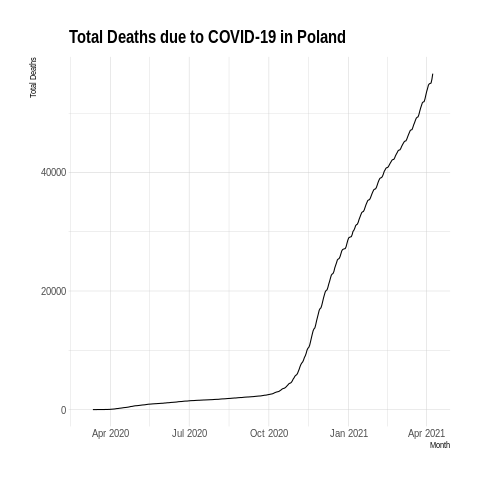 Total Deaths due to COVID-19 in Poland
Total Deaths
40000
20000
0
Apr 2020 Jul 2020 Oct 2020 Jan 2021 Apr 2021
Month